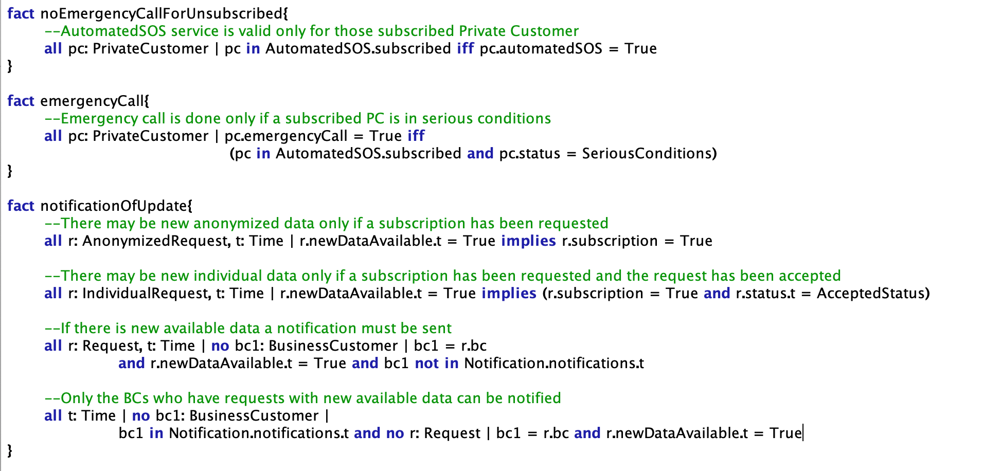 fact noEmergencyCallForUnsubscribed{
--AutomatedSOS service is valid only for those subscribed Private Customer
all pc: PrivateCustomer | pc in AutomatedSOS.subscribed iff pc.automatedSOS = True
}
fact emergencyCall{
--Emergency call is done only if a subscribed PC is in serious conditions
all pc: PrivateCustomer | pc.emergencyCall = True iff
(pc in AutomatedSOS.subscribed and pc.status = SeriousConditions)
}
fact notificationOfUpdate{
--There may be new anonymized data only if a subscription has been requested
all r: AnonymizedRequest, t: Time | r.newDataAvailable.t = True implies r.subscription = True
--There may be new individual data only if a subscription has been requested and the request has been accepted
all r: IndividualRequest, t: Time | r.newDataAvailable.t = True implies (r.subscription = True and r.status.t = AcceptedStatus)
--If there is new available data a notification must be sent
all r: Request, t: Time | no bc1: BusinessCustomer | bc1 = r.bc
and r.newDataAvailable.t = True and bc1 not in Notification.notifications.t
--Only the BCs who have requests with new available data can be notified
all t: Time | no bc1: BusinessCustomer |
bc1 in Notification.notifications.t and no r: Request | bc1 = r.bc and r.newDataAvailable.t = True
}